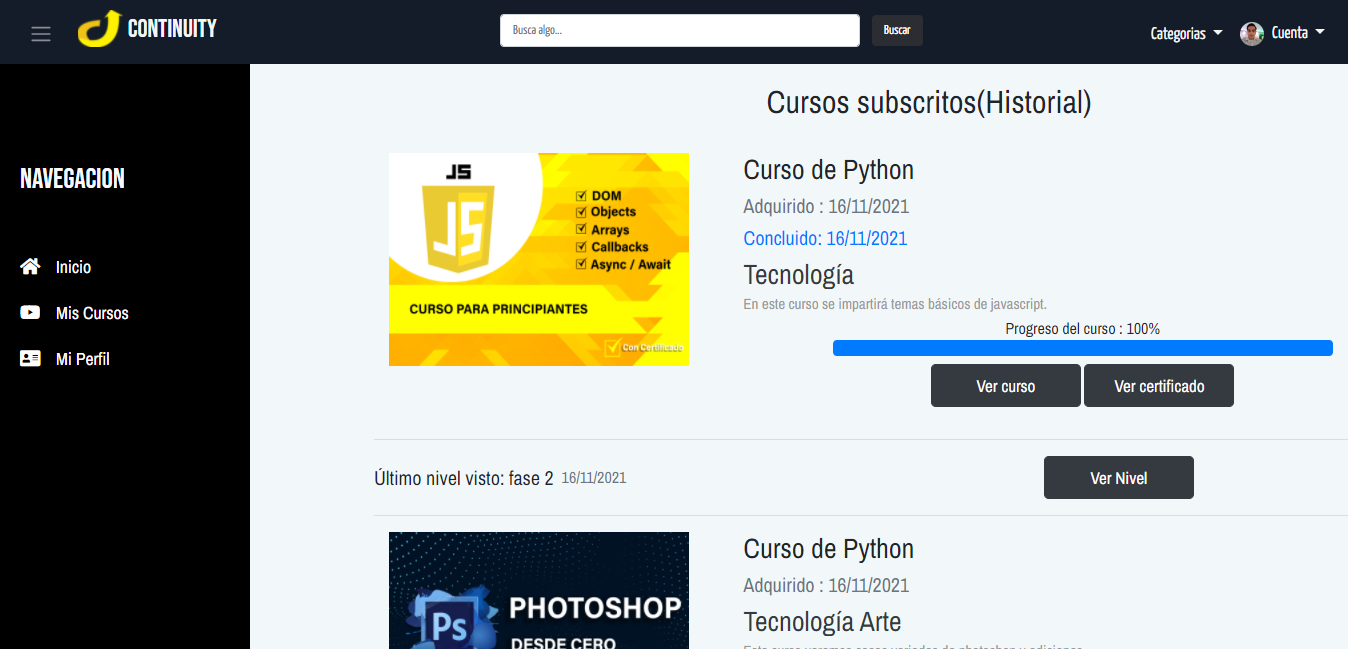 CONTINUITY
Busca algo...
Buscar
Categorias
Cuenta
NAVEGACION
Inicio
Mis Cursos
Mi Perfil
Cursos subscritos(Historial)
JS
JS
DOM
Objects
Arrays
Callbacks
Async / Await
CURSO PARA PRINCIPIANTES
Con Certificado
Curso de Python
Adquirido : 16/11/2021
Concluido: 16/11/2021
Tecnología
En este curso se impartirá temas básicos de javascript.
Progreso del curso : 100%
Ver curso
Ver certificado
Último nivel visto: fase 2 16/11/2021
Ver Nivel
Ps
PHOTOSHOP
DESDE CERO
Curso de Python
Adquirido : 16/11/2021
Tecnología Arte